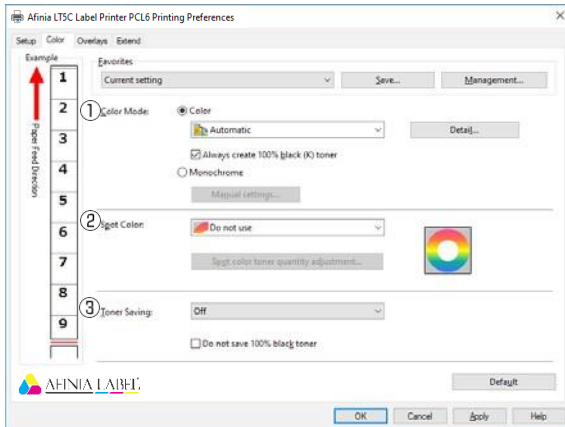 Afinia LT5C Label Printer PCL6 Printing Preferences
Setup Color Overlays Extend
Example
Paper Feed Direction
1
2
3
4
5
6
7
8
9
Favorites
Current setting Save... Management...
① Color Mode: Color
Automatic Detail...
Always create 100% black (K) toner
Monochrome
Manual settings...
② Spot Color: Do not use
Spot color toner quantity adjustment...
③ Toner Saving: Off
Do not save 100% black toner
AFINIA LABEL
Default
OK Cancel Apply Help